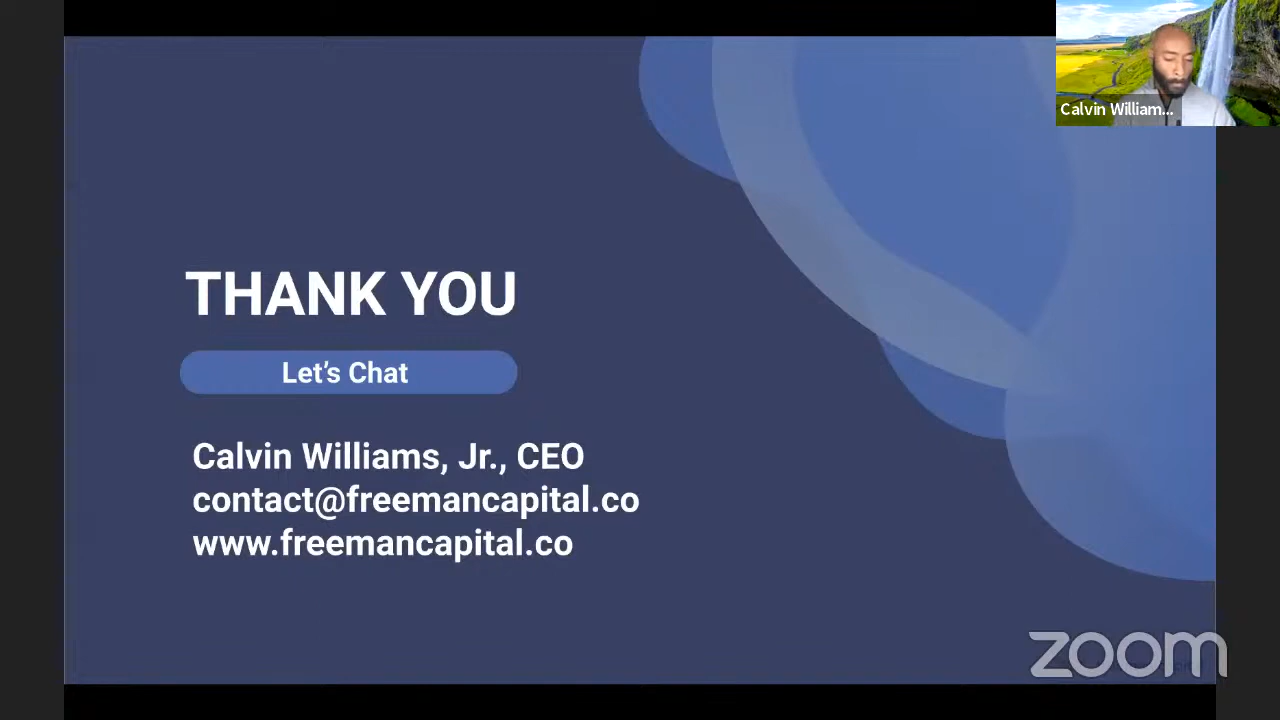 Calvin William...
THANK YOU
Let's Chat
Calvin Williams, Jr., CEO
contact@freemancapital.co
www.freemancapital.co
zoom